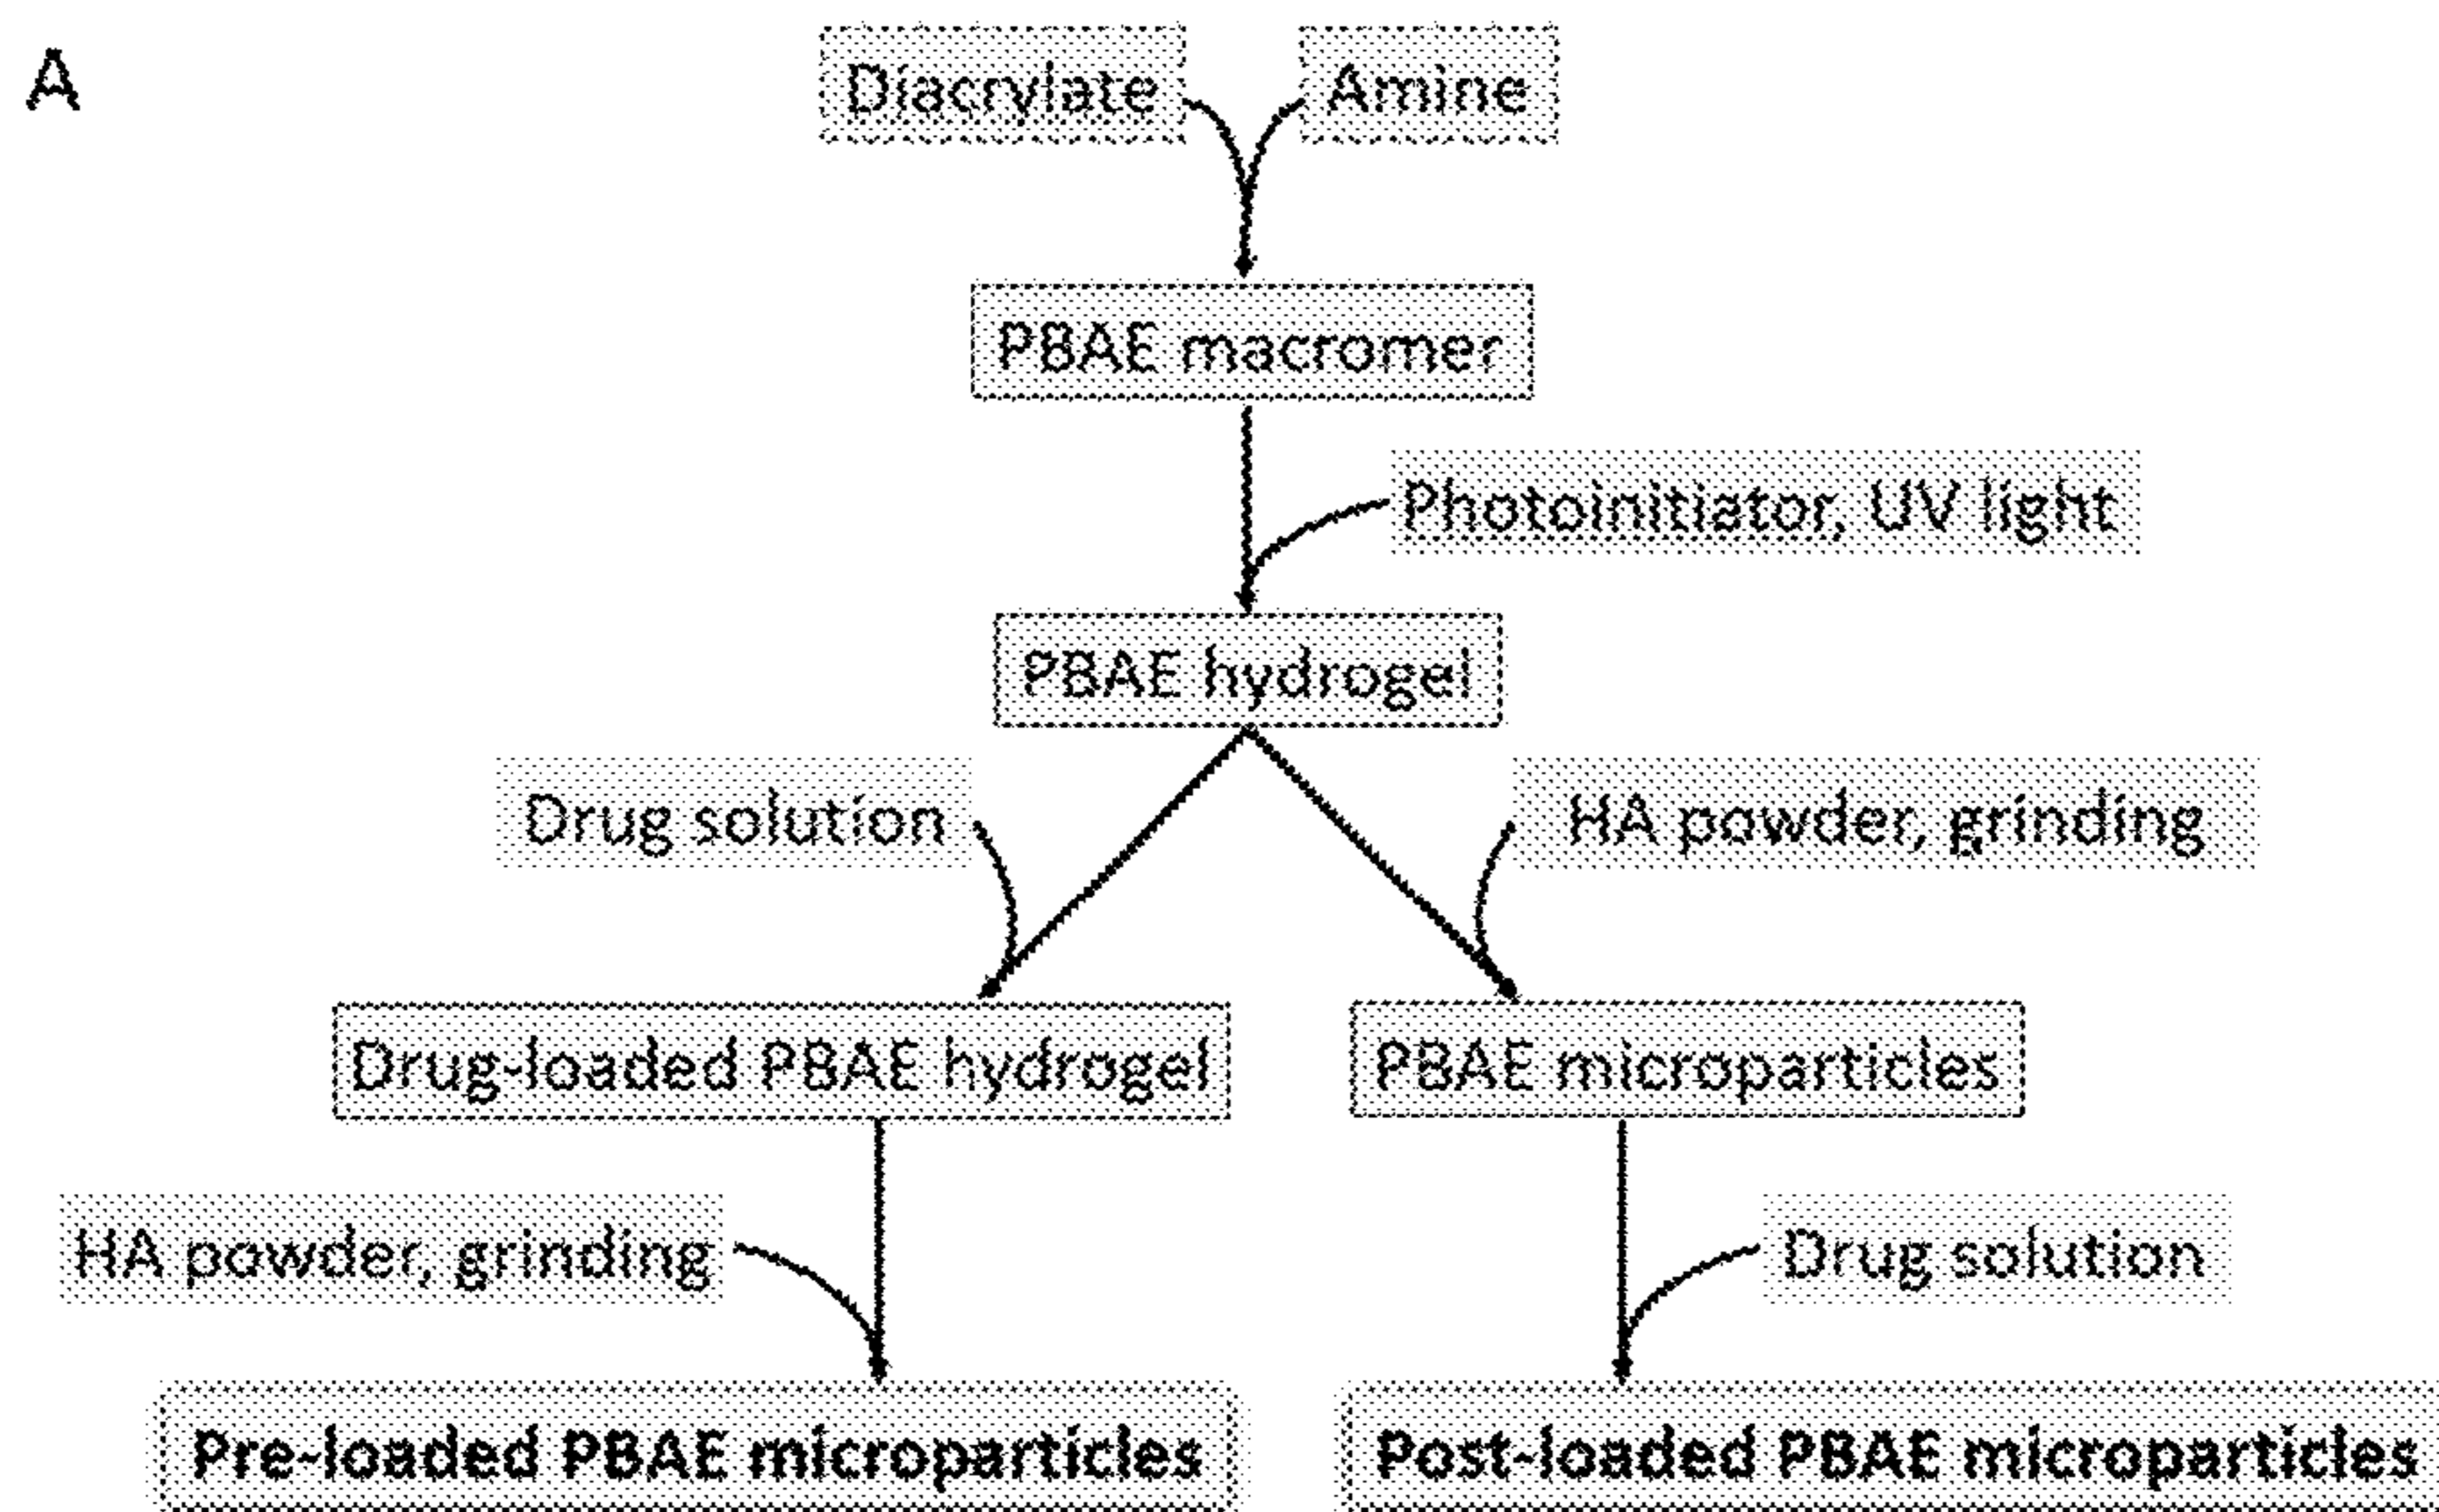 A
Diacrylate
Amine
PBAE macromer
Photoinitiator, UV light
PBAE hydrogel
Drug solution
HA powder, grinding
Drug-loaded PBAE hydrogel
PBAE microparticles
HA powder, grinding
Drug solution
Pre-loaded PBAE microparticles
Post-loaded PBAE microparticles